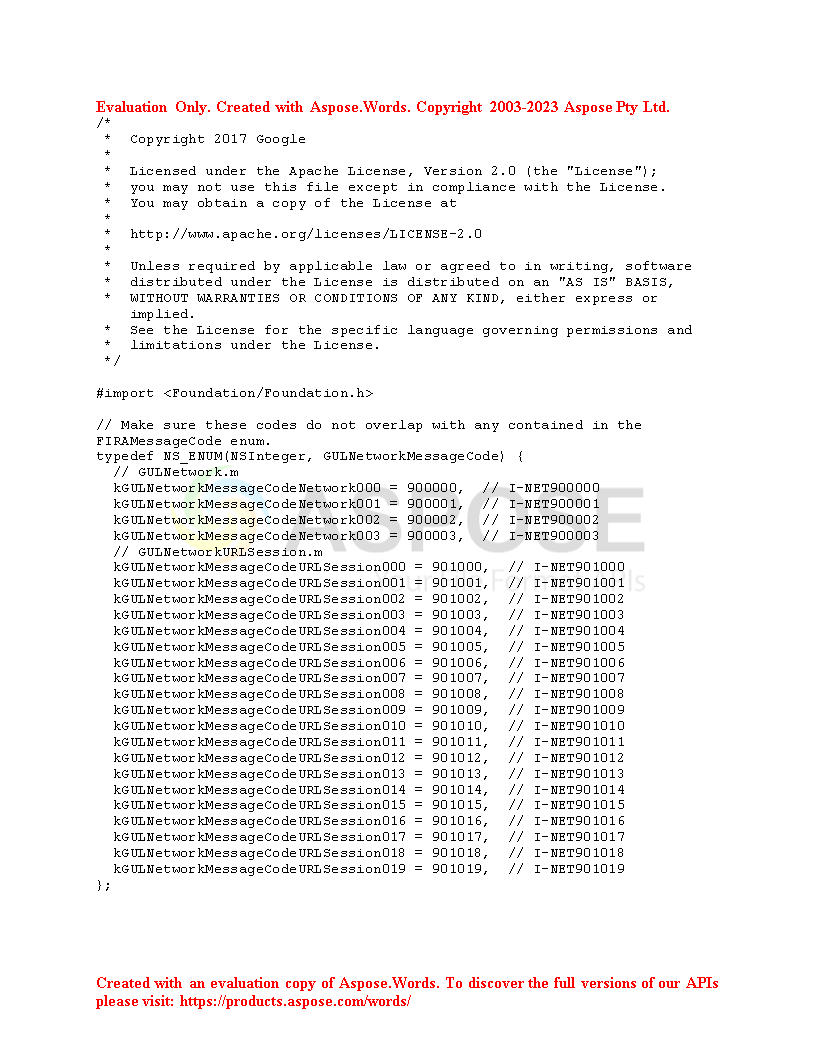 Evaluation Only. Created with Aspose.Words. Copyright 2003-2023 Aspose Pty Ltd.
/*
 *  Copyright 2017 Google
 *
 *  Licensed under the Apache License, Version 2.0 (the "License");
 *  you may not use this file except in compliance with the License.
 *  You may obtain a copy of the License at
 *
 *  http://www.apache.org/licenses/LICENSE-2.0
 *
 *  Unless required by applicable law or agreed to in writing, software
 *  distributed under the License is distributed on an "AS IS" BASIS,
 *  WITHOUT WARRANTIES OR CONDITIONS OF ANY KIND, either express or
    implied.
 *  See the License for the specific language governing permissions and
 *  limitations under the License.
 */
#import <Foundation/Foundation.h>
// Make sure these codes do not overlap with any contained in the
FIRAMessageCode enum.
typedef NS_ENUM(NSInteger, GULNetworkMessageCode) {
  // GULNetwork.m
  kGULNetworkMessageCodeNetwork000 = 900000,  // I-NET900000
  kGULNetworkMessageCodeNetwork001 = 900001,  // I-NET900001
  kGULNetworkMessageCodeNetwork002 = 900002,  // I-NET900002
  kGULNetworkMessageCodeNetwork003 = 900003,  // I-NET900003
  // GULNetworkURLSession.m
  kGULNetworkMessageCodeURLSession000 = 901000,  // I-NET901000
  kGULNetworkMessageCodeURLSession001 = 901001,  // I-NET901001
  kGULNetworkMessageCodeURLSession002 = 901002,  // I-NET901002
  kGULNetworkMessageCodeURLSession003 = 901003,  // I-NET901003
  kGULNetworkMessageCodeURLSession004 = 901004,  // I-NET901004
  kGULNetworkMessageCodeURLSession005 = 901005,  // I-NET901005
  kGULNetworkMessageCodeURLSession006 = 901006,  // I-NET901006
  kGULNetworkMessageCodeURLSession007 = 901007,  // I-NET901007
  kGULNetworkMessageCodeURLSession008 = 901008,  // I-NET901008
  kGULNetworkMessageCodeURLSession009 = 901009,  // I-NET901009
  kGULNetworkMessageCodeURLSession010 = 901010,  // I-NET901010
  kGULNetworkMessageCodeURLSession011 = 901011,  // I-NET901011
  kGULNetworkMessageCodeURLSession012 = 901012,  // I-NET901012
  kGULNetworkMessageCodeURLSession013 = 901013,  // I-NET901013
  kGULNetworkMessageCodeURLSession014 = 901014,  // I-NET901014
  kGULNetworkMessageCodeURLSession015 = 901015,  // I-NET901015
  kGULNetworkMessageCodeURLSession016 = 901016,  // I-NET901016
  kGULNetworkMessageCodeURLSession017 = 901017,  // I-NET901017
  kGULNetworkMessageCodeURLSession018 = 901018,  // I-NET901018
  kGULNetworkMessageCodeURLSession019 = 901019,  // I-NET901019
};
ASPOSE
Created with an evaluation copy of Aspose.Words. To discover the full versions of our APIs
please visit: https://products.aspose.com/words/